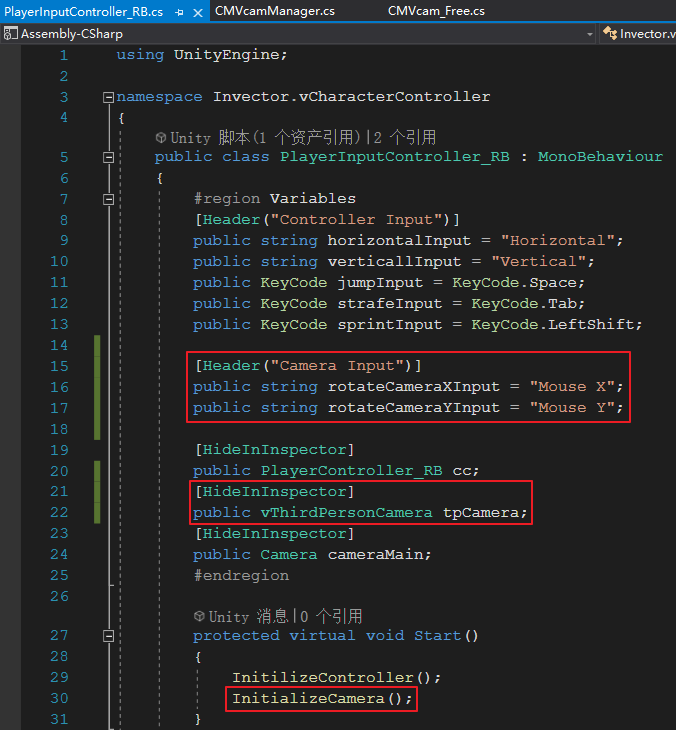 PlayerInputController_RB.cs CMVcamManager.cs CMVcam_Free.cs
Assembly-CSharp Invector.v
1 using UnityEngine;
2
3 namespace Invector.vCharacterController
4 {
Unity 脚本(1 个资产引用)|2 个引用
5 public class PlayerInputController_RB : MonoBehaviour
6 {
7 #region Variables
8 [Header("Controller Input")]
9 public string horizontalInput = "Horizontal";
10 public string verticallInput = "Vertical";
11 public KeyCode jumpInput = KeyCode.Space;
12 public KeyCode strafeInput = KeyCode.Tab;
13 public KeyCode sprintInput = KeyCode.LeftShift;
14
15 [Header("Camera Input")]
16 public string rotateCameraXInput = "Mouse X";
17 public string rotateCameraYInput = "Mouse Y";
18
19 [HideInInspector]
20 public PlayerController_RB cc;
21 [HideInInspector]
22 public vThirdPersonCamera tpCamera;
23 [HideInInspector]
24 public Camera cameraMain;
25 #endregion
26
Unity 消息|0 个引用
27 protected virtual void Start()
28 {
29 InitilizeController();
30 InitializeCamera();
31 }